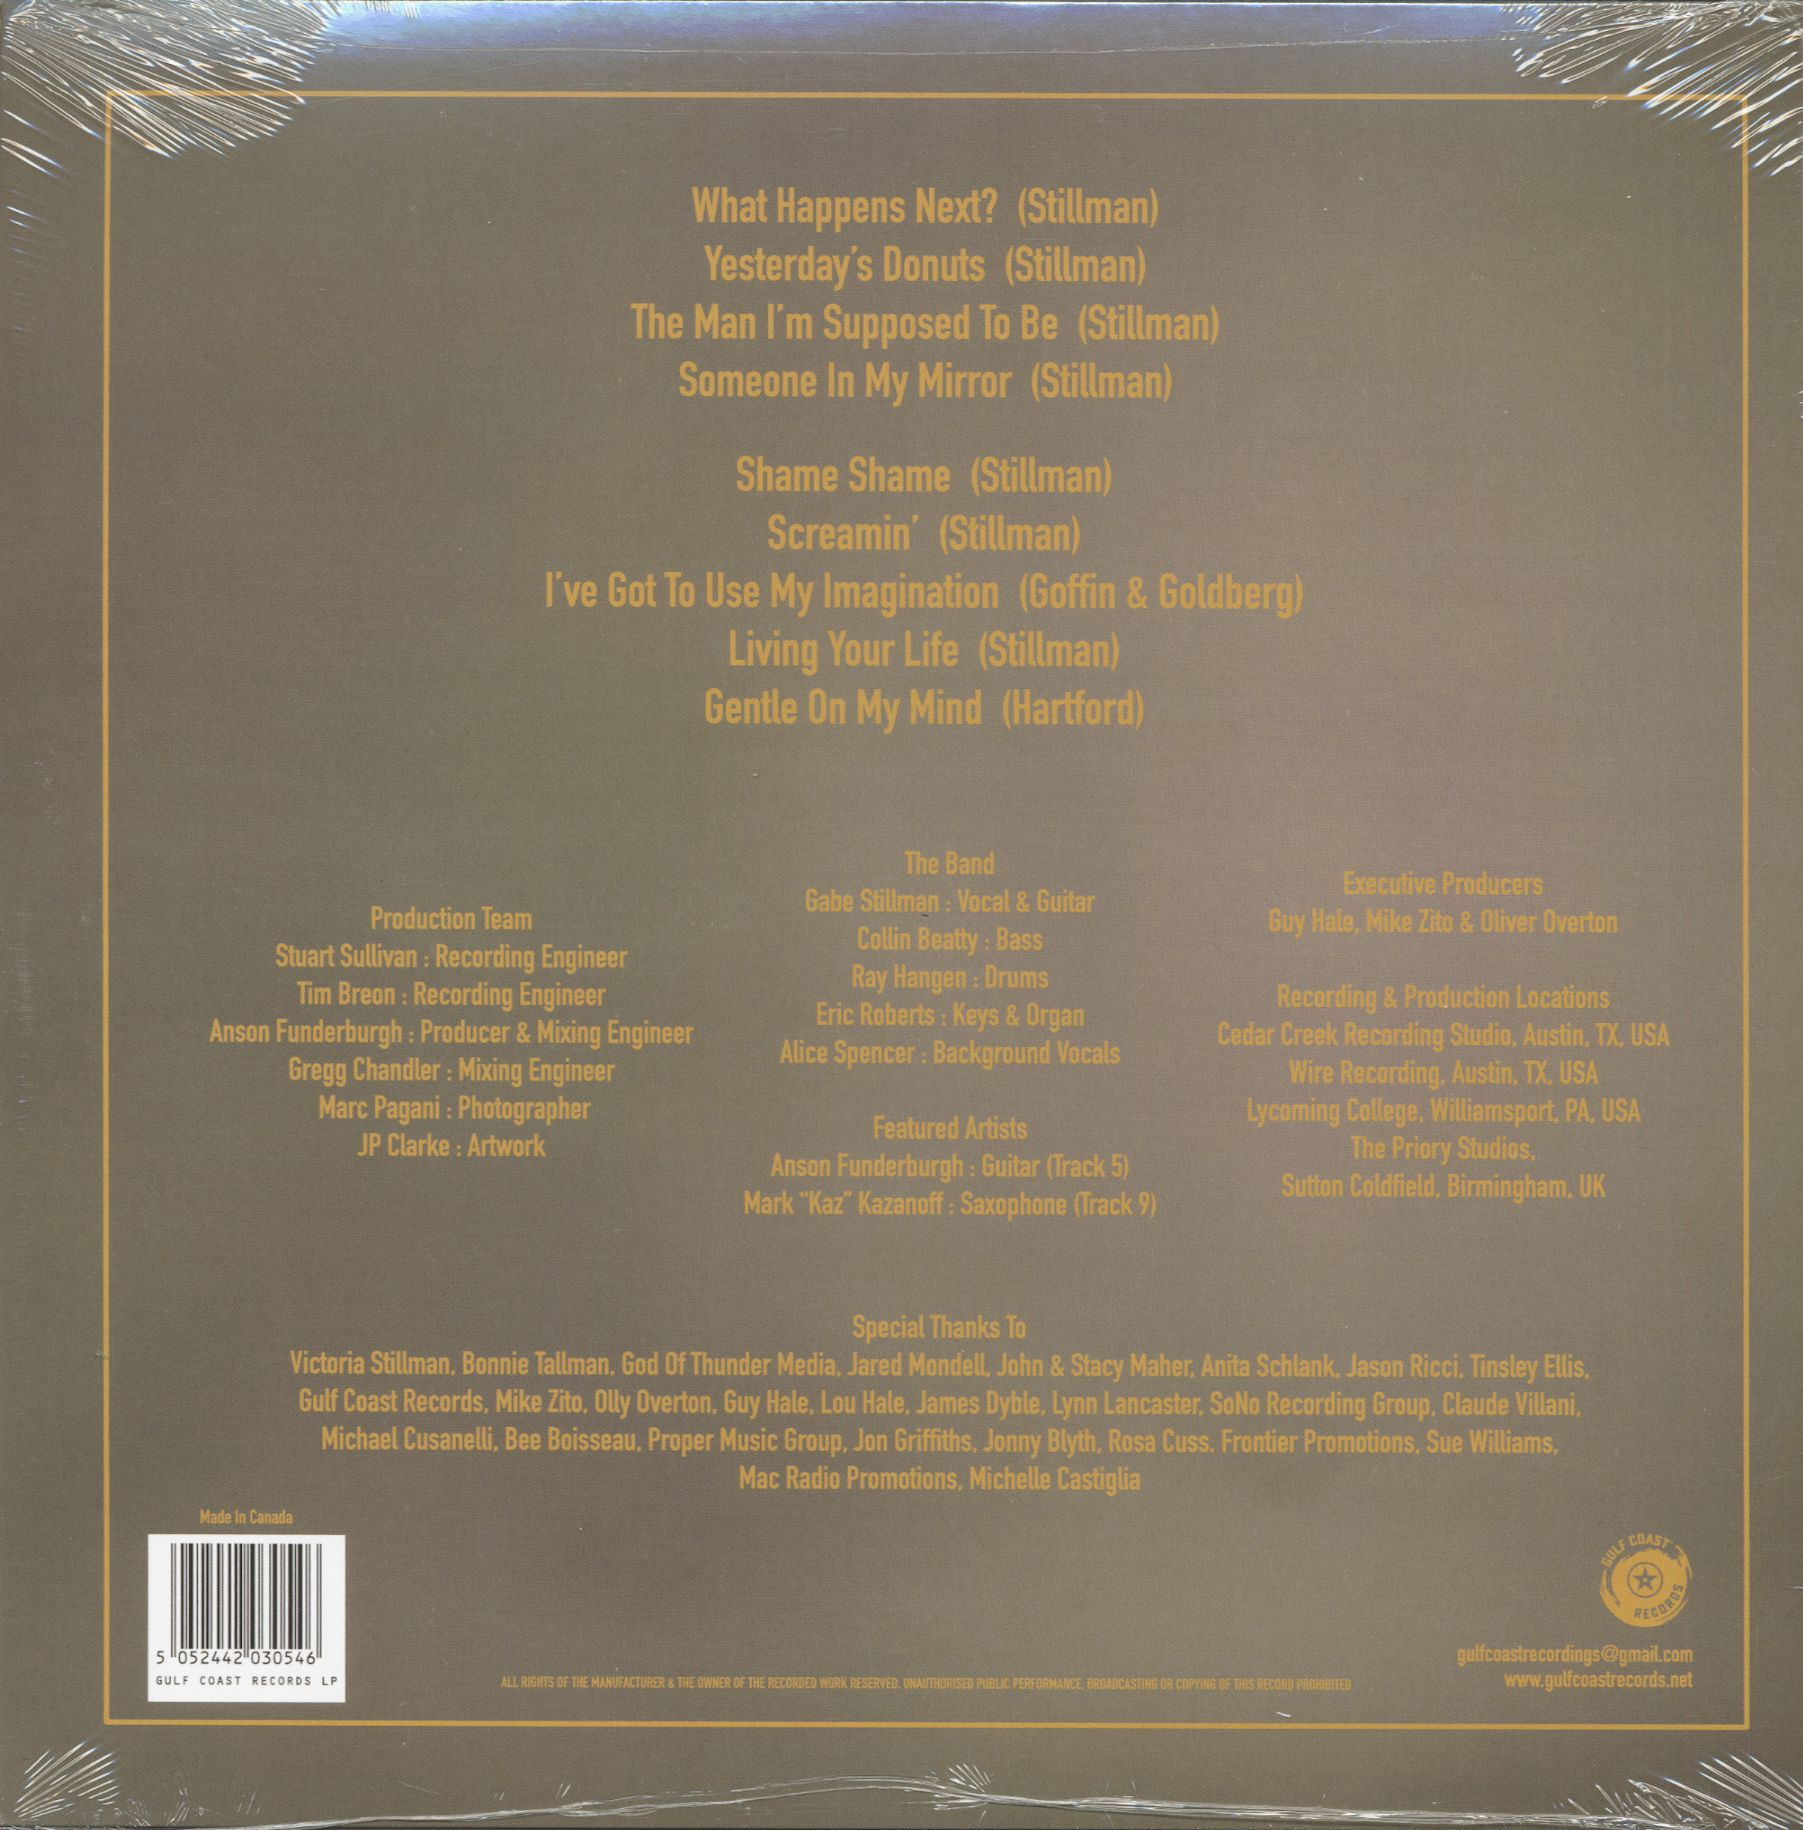 What Happens Next? (Stillman)
Yesterday's Donuts (Stillman)
The Man I'm Supposed To Be (Stillman)
Someone In My Mirror (Stillman)
Shame Shame (Stillman)
Screamin' (Stillman)
I've Got To Use My Imagination (Goffin & Goldberg)
Living Your Life (Stillman)
Gentle On My Mind (Hartford)
Production Team
Stuart Sullivan : Recording Engineer
Tim Breon : Recording Engineer
Anson Funderburgh : Producer & Mixing Engineer
Gregg Chandler : Mixing Engineer
Marc Pagani : Photographer
JP Clarke : Artwork
The Band
Gabe Stillman : Vocal & Guitar
Collin Beatty : Bass
Ray Hangen : Drums
Eric Roberts : Keys & Organ
Alice Spencer : Background Vocals
Featured Artists
Anson Funderburgh : Guitar (Track 5)
Mark “Kaz” Kazanoff : Saxophone (Track 9)
Executive Producers
Guy Hale, Mike Zito & Oliver Overton
Recording & Production Locations
Cedar Creek Recording Studio, Austin, TX, USA
Wire Recording, Austin, TX, USA
Lycoming College, Williamsport, PA, USA
The Priory Studios,
Sutton Coldfield, Birmingham, UK
Special Thanks To
Victoria Stillman, Bonnie Tallman, God Of Thunder Media, Jared Mondell, John & Stacy Maher, Anita Schlank, Jason Ricci, Tinsley Ellis,
Gulf Coast Records, Mike Zito, Olly Overton, Guy Hale, Lou Hale, James Dyble, Lynn Lancaster, SoNo Recording Group, Claude Villani,
Michael Cusanelli, Bee Boisseau, Proper Music Group, Jon Griffiths, Jonny Blyth, Rosa Cuss. Frontier Promotions, Sue Williams,
Mac Radio Promotions, Michelle Castiglia
Made In Canada
5 052442 030546
GULF COAST RECORDS LP
ALL RIGHTS OF THE MANUFACTURER & THE OWNER OF THE RECORDED WORK RESERVED. UNAUTHORISED PUBLIC PERFORMANCE, BROADCASTING OR COPYING OF THIS RECORD PROHIBITED
GULF COAST
RECORDS
gulfcoastrecordings@gmail.com
www.gulfcoastrecords.net